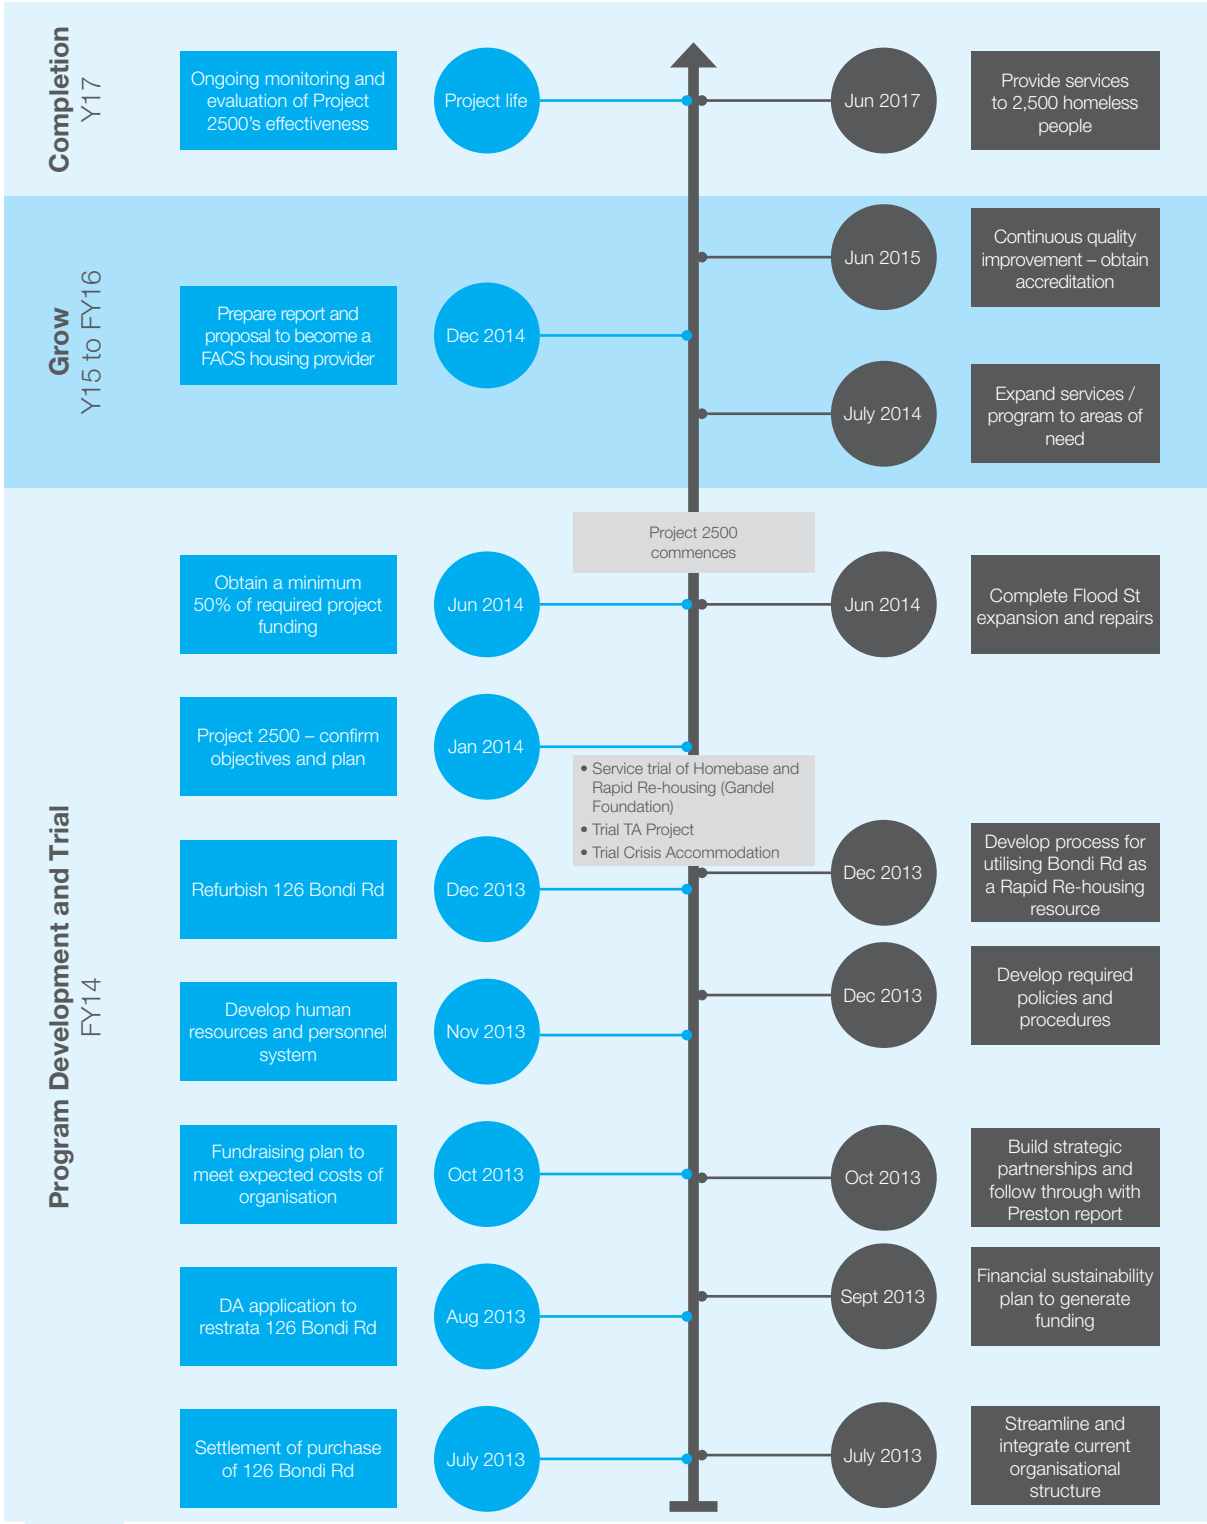 Completion
Y17
Ongoing monitoring and
evaluation of Project
2500's effectiveness
Project life
Jun 2017
Provide services
to 2,500 homeless
people
Grow
Y15 to FY16
Jun 2015
Continuous quality
improvement – obtain
accreditation
Prepare report and
proposal to become a
FACS housing provider
Dec 2014
July 2014
Expand services /
program to areas of
need
Program Development and Trial
FY14
Project 2500
commences
Obtain a minimum
50% of required project
funding
Jun 2014
Jun 2014
Complete Flood St
expansion and repairs
Project 2500 – confirm
objectives and plan
Jan 2014
• Service trial of Homebase and
Rapid Re-housing (Gandel
Foundation)
• Trial TA Project
• Trial Crisis Accommodation
Refurbish 126 Bondi Rd
Dec 2013
Dec 2013
Develop process for
utilising Bondi Rd as
a Rapid Re-housing
resource
Dec 2013
Develop required
policies and
procedures
Develop human
resources and personnel
system
Nov 2013
Fundraising plan to
meet expected costs of
organisation
Oct 2013
Oct 2013
Build strategic
partnerships and
follow through with
Preston report
Sept 2013
Financial sustainability
plan to generate
funding
DA application to
restrata 126 Bondi Rd
Aug 2013
Settlement of purchase
of 126 Bondi Rd
July 2013
July 2013
Streamline and
integrate current
organisational
structure